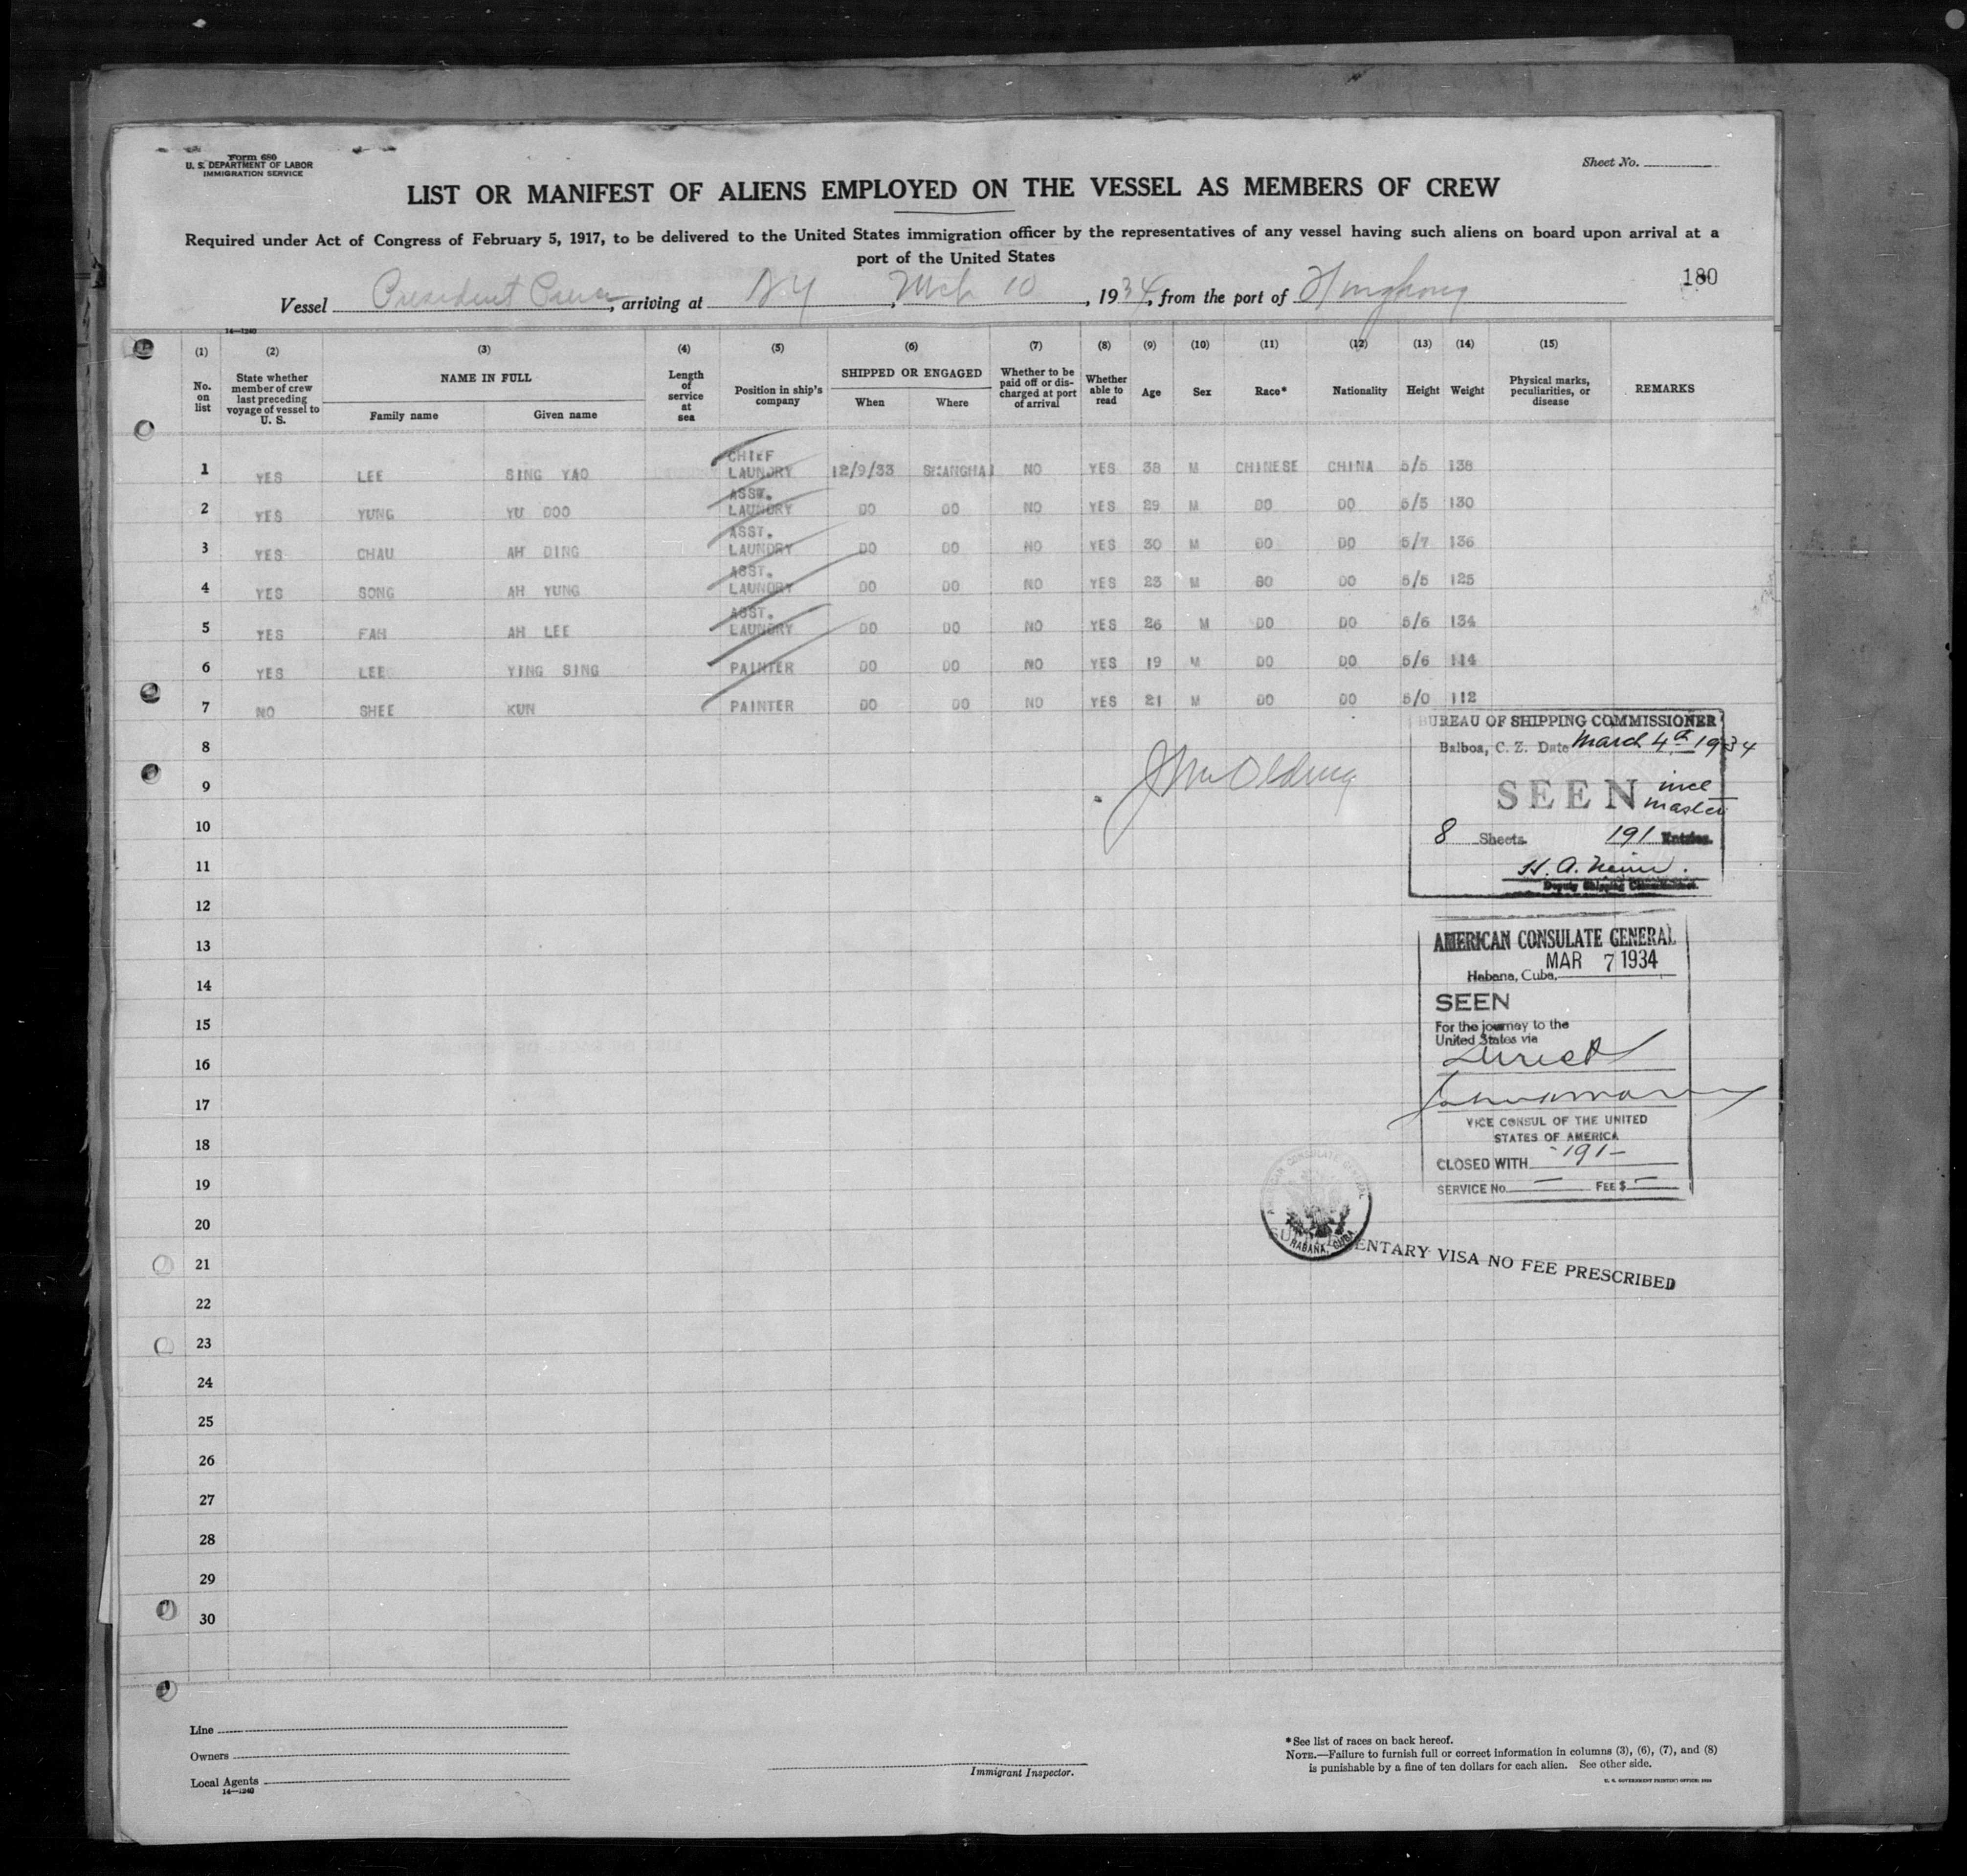 Form 680
U. S. DEPARTMENT OF LABOR
IMMIGRATION SERVICE
Sheet No.
LIST OR MANIFEST OF ALIENS EMPLOYED ON THE VESSEL AS MEMBERS OF CREW
Required under Act of Congress of February 5, 1917, to be delivered to the United States immigration officer by the representatives of any vessel having such aliens on board upon arrival at a
port of the United States
180
Vessel President Pierce, arriving at N Y, Mch 10, 1934, from the port of Hongkong
14—1240
(1) (2) (3) (4) (5) (6) (7) (8) (9) (10) (11) (12) (13) (14) (15)
No. on list State whether member of crew last preceding voyage of vessel to U. S. NAME IN FULL Family name Given name Length of service at sea Position in ship's company SHIPPED OR ENGAGED When Where Whether to be paid off or discharged at port of arrival Whether able to read Age Sex Race* Nationality Height Weight Physical marks, peculiarities, or disease REMARKS
1 YES LEE SING YAO CHIEF LAUNDRY 12/9/33 SHANGHAI NO YES 38 M CHINESE CHINA 5/5 138
2 YES YUNG YU DOO ASST. LAUNDRY DO DO NO YES 29 M DO DO 5/5 130
3 YES CHAU AH DING ASST. LAUNDRY DO DO NO YES 30 M DO DO 5/7 136
4 YES SONG AH YUNG ASST. LAUNDRY DO DO NO YES 23 M DO DO 5/5 125
5 YES FAH AH LEE ASST. LAUNDRY DO DO NO YES 26 M DO DO 5/6 134
6 YES LEE YING SING PAINTER DO DO NO YES 19 M DO DO 5/6 114
7 NO SHEE KUN PAINTER DO DO NO YES 21 M DO DO 5/0 112
8
9
10
11
12
13
14
15
16
17
18
19
20
21
22
23
24
25
26
27
28
29
30
BUREAU OF SHIPPING COMMISSIONER
Balboa, C. Z. Date March 4th 1934
SEEN incl
master
8 Sheets. 191 Entries.
H. A.
Deputy Shipping Commissioner.
AMERICAN CONSULATE GENERAL
MAR 7 1934
Habana, Cuba,
SEEN
For the journey to the
United States via
direct
VICE CONSUL OF THE UNITED
STATES OF AMERICA
CLOSED WITH -191-
SERVICE No. — FEE $ —
AMERICAN CONSULATE GENERAL
HABANA, CUBA
SUPPLEMENTARY VISA NO FEE PRESCRIBED
Line
Owners
Local Agents
14—1240
Immigrant Inspector.
*See list of races on back hereof.
NOTE.—Failure to furnish full or correct information in columns (3), (6), (7), and (8)
is punishable by a fine of ten dollars for each alien. See other side.